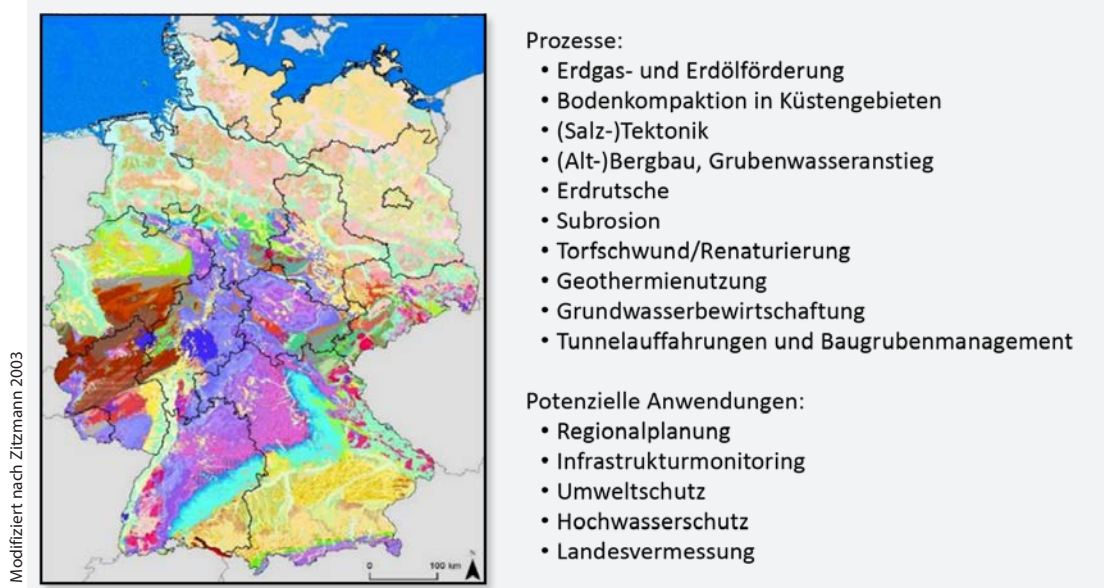 Prozesse:
• Erdgas- und Erdölförderung
• Bodenkompaktion in Küstengebieten
• (Salz-)Tektonik
• (Alt-)Bergbau, Grubenwasseranstieg
• Erdrutsche
• Subrosion
• Torfschwund/Renaturierung
• Geothermienutzung
• Grundwasserbewirtschaftung
• Tunnelauffahrungen und Baugrubenmanagement
Potenzielle Anwendungen:
• Regionalplanung
• Infrastrukturmonitoring
• Umweltschutz
• Hochwasserschutz
• Landesvermessung
Modifiziert nach Zitzmann 2003
0 100 km
N